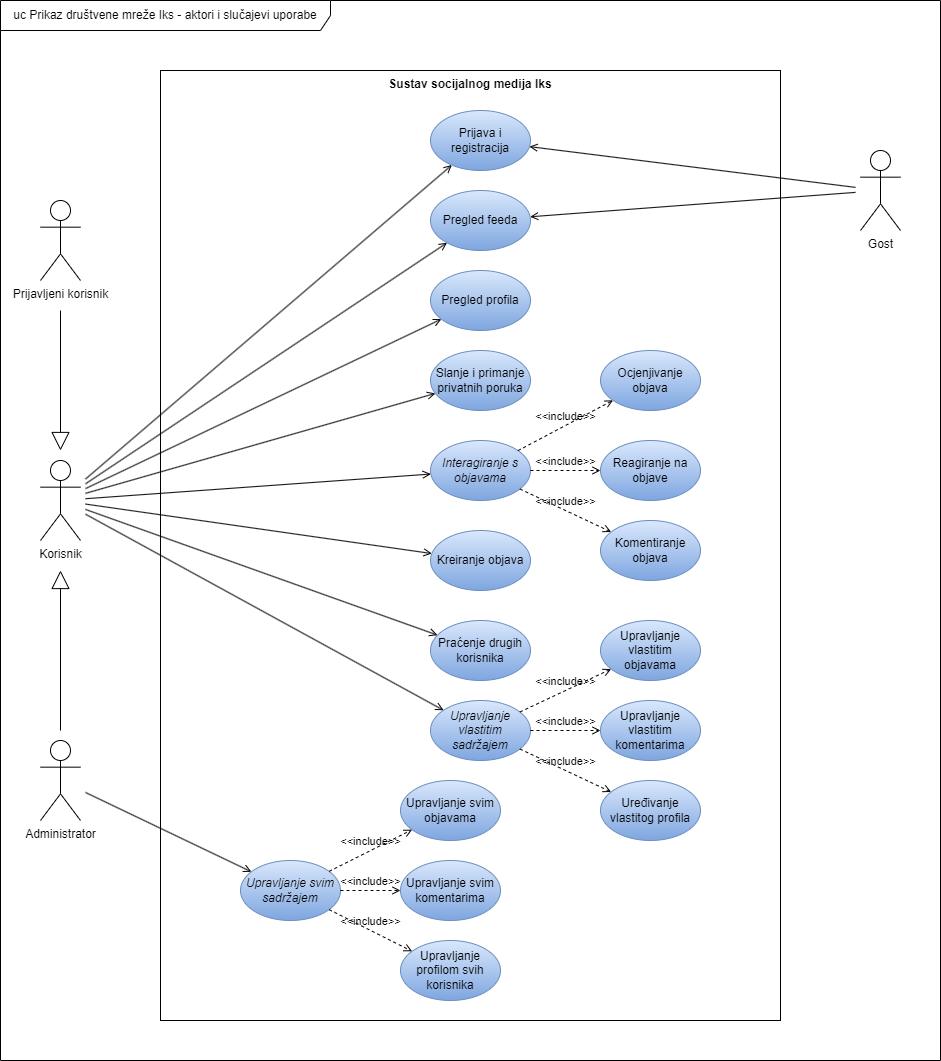 uc Prikaz društvene mreže Iks - aktori i slučajevi uporabe
Sustav socijalnog medija Iks
Prijava i
registracija
Pregled feeda
Gost
Prijavljeni korisnik
Pregled profila
Slanje i primanje
privatnih poruka
Ocjenjivanje
objava
<<include>>
Interagiranje s
objavama
<<include>>
Reagiranje na
objave
<<include>>
Komentiranje
objava
Korisnik
Kreiranje objava
Praćenje drugih
korisnika
Upravljanje
vlastitim
objavama
<<include>>
Upravljanje
vlastitim
sadržajem
<<include>>
Upravljanje
vlastitim
komentarima
<<include>>
Uređivanje
vlastitog profila
Administrator
Upravljanje svim
objavama
<<include>>
Upravljanje svim
sadržajem
<<include>>
Upravljanje svim
komentarima
<<include>>
Upravljanje
profilom svih
korisnika